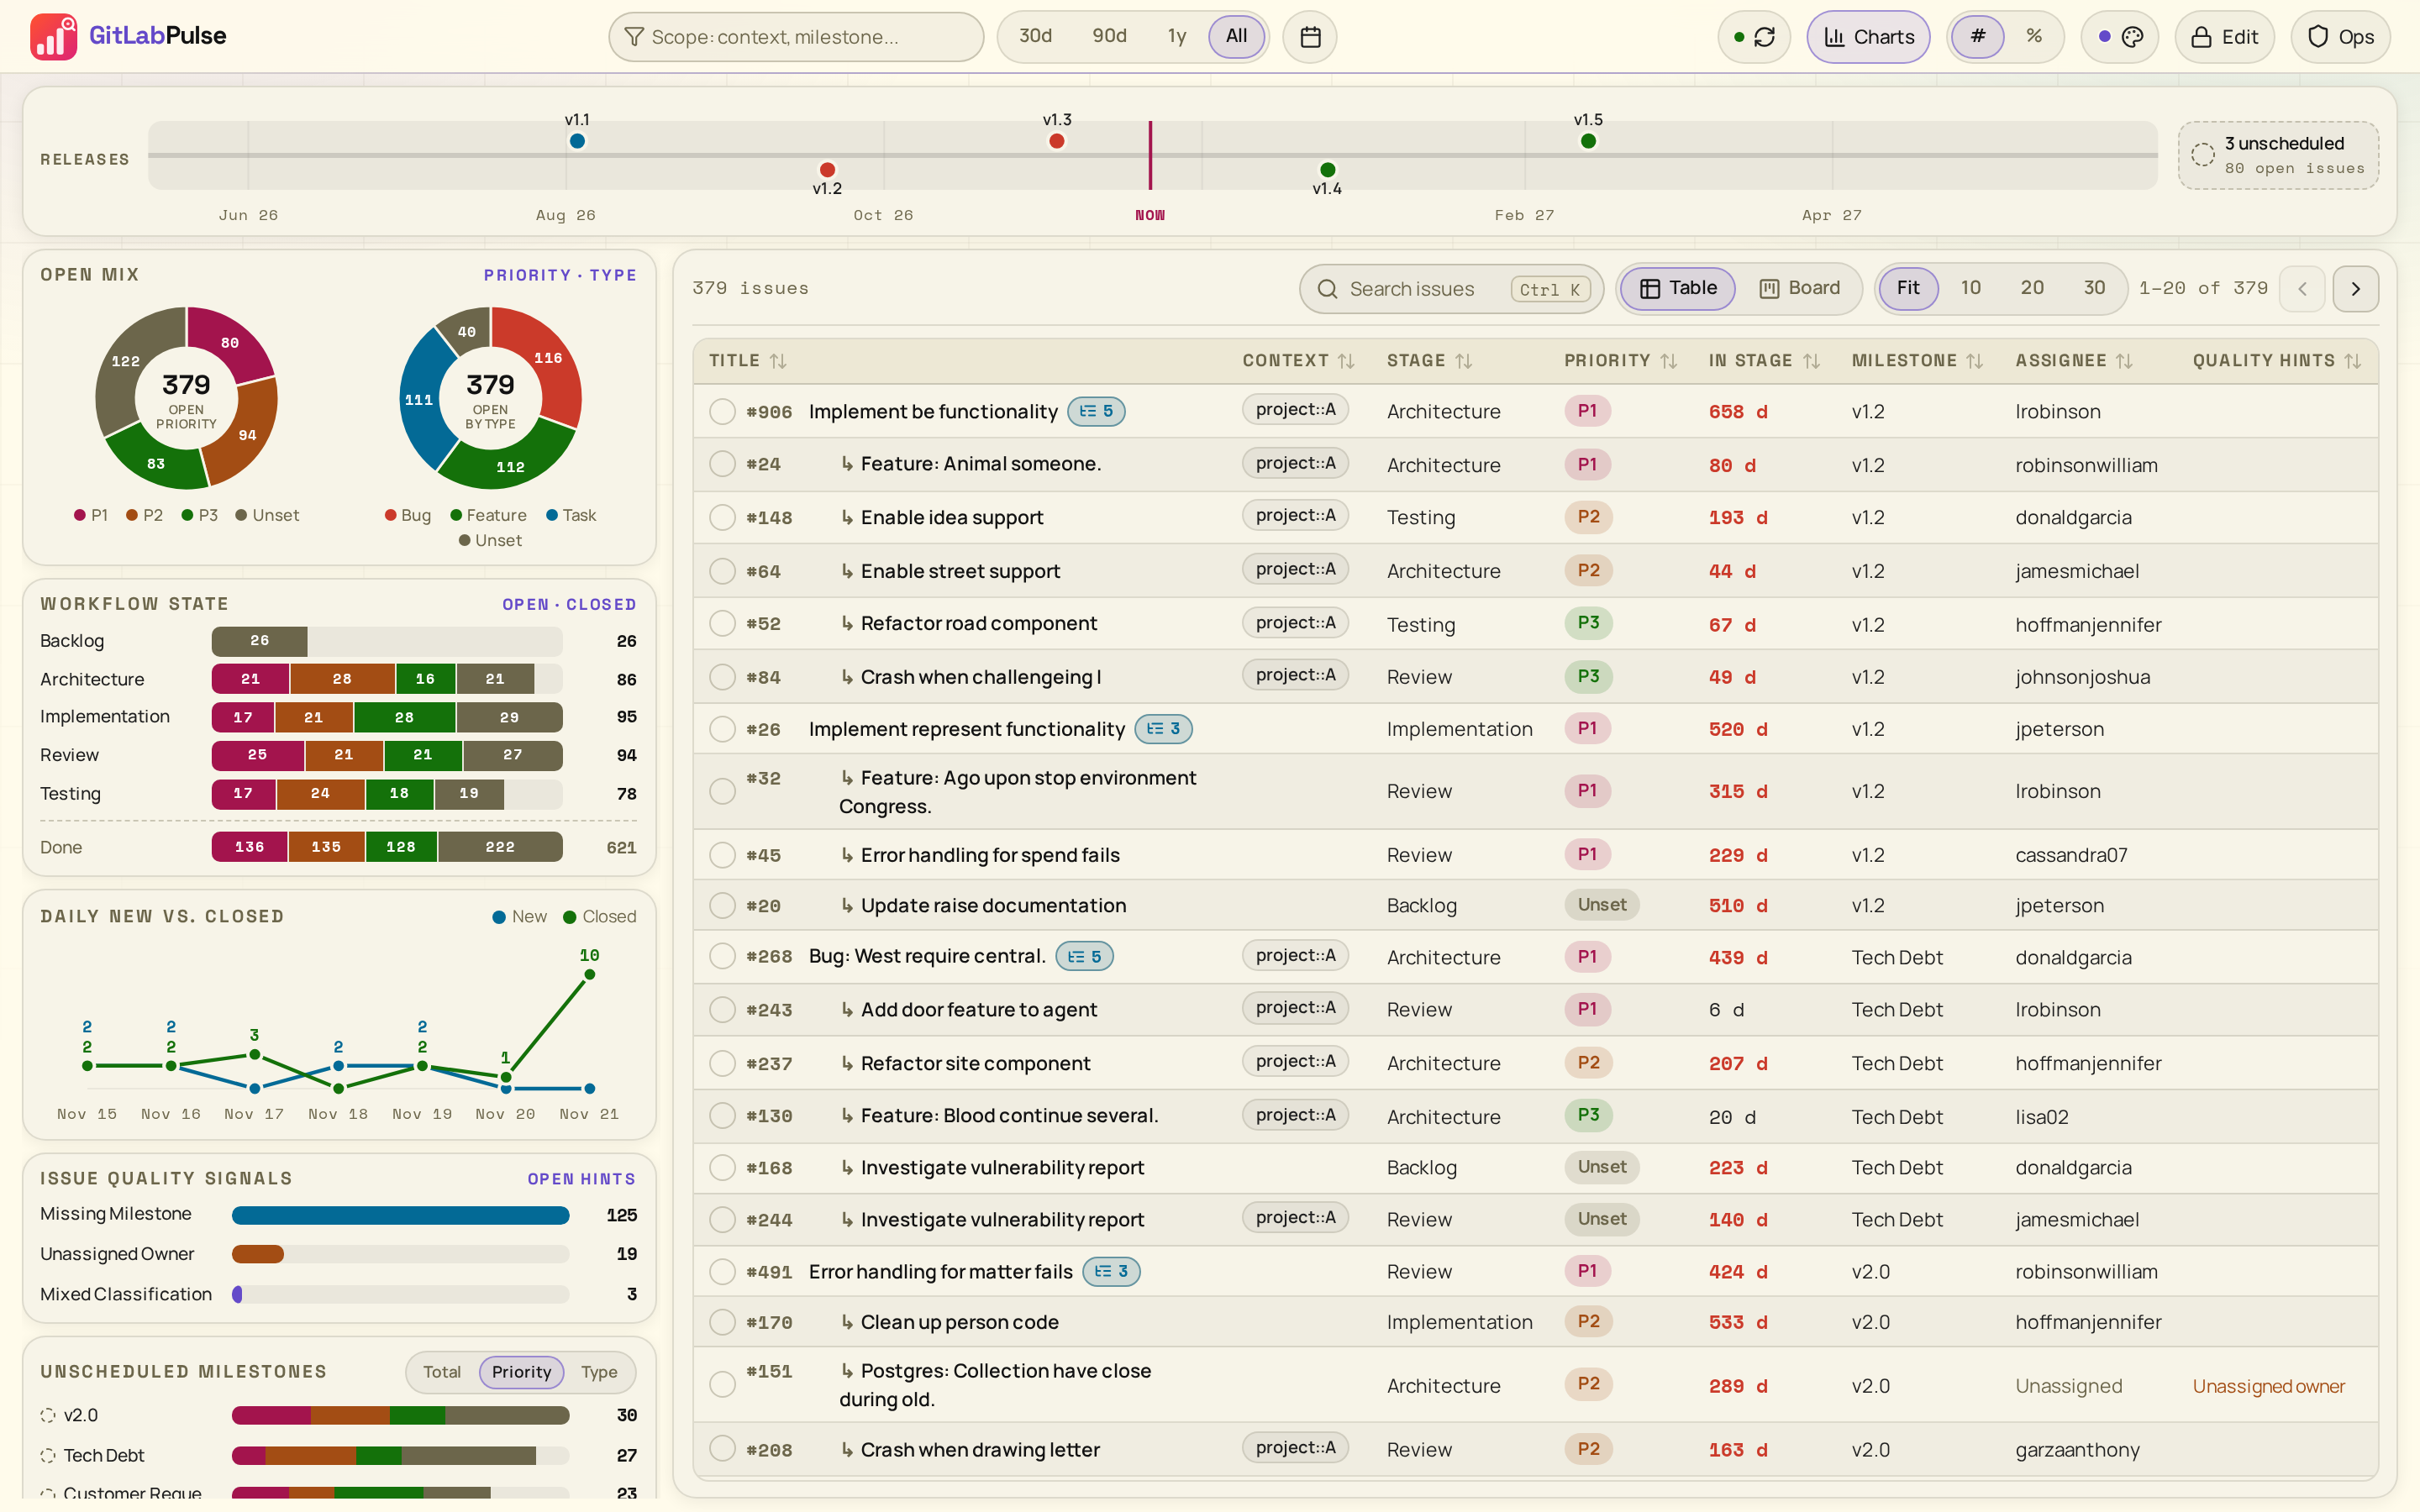 GitLabPulse
Scope: context, milestone...
30d 90d 1y All
Charts
# %
Edit
Ops
RELEASES
v1.1 v1.3 v1.5
v1.2 v1.4
Jun 26 Aug 26 Oct 26 NOW Feb 27 Apr 27
3 unscheduled
80 open issues
OPEN MIX PRIORITY · TYPE
80 94 83 122
379
OPEN
PRIORITY
P1 P2 P3 Unset
116 112 111 40
379
OPEN
BY TYPE
Bug Feature Task
Unset
WORKFLOW STATE OPEN · CLOSED
Backlog 26 26
Architecture 21 28 16 21 86
Implementation 17 21 28 29 95
Review 25 21 21 27 94
Testing 17 24 18 19 78
Done 136 135 128 222 621
DAILY NEW VS. CLOSED New Closed
10
2 2 3 2 2 1
2 2 2
Nov 15 Nov 16 Nov 17 Nov 18 Nov 19 Nov 20 Nov 21
ISSUE QUALITY SIGNALS OPEN HINTS
Missing Milestone 125
Unassigned Owner 19
Mixed Classification 3
UNSCHEDULED MILESTONES Total Priority Type
v2.0 30
Tech Debt 27
Customer Reque 23
379 issues
Search issues Ctrl K
Table Board
Fit 10 20 30
1–20 of 379
TITLE CONTEXT STAGE PRIORITY IN STAGE MILESTONE ASSIGNEE QUALITY HINTS
#906 Implement be functionality 5 project::A Architecture P1 658 d v1.2 lrobinson
#24 ↳ Feature: Animal someone. project::A Architecture P1 80 d v1.2 robinsonwilliam
#148 ↳ Enable idea support project::A Testing P2 193 d v1.2 donaldgarcia
#64 ↳ Enable street support project::A Architecture P2 44 d v1.2 jamesmichael
#52 ↳ Refactor road component project::A Testing P3 67 d v1.2 hoffmanjennifer
#84 ↳ Crash when challengeing I project::A Review P3 49 d v1.2 johnsonjoshua
#26 Implement represent functionality 3 Implementation P1 520 d v1.2 jpeterson
#32 ↳ Feature: Ago upon stop environment
Congress. Review P1 315 d v1.2 lrobinson
#45 ↳ Error handling for spend fails Review P1 229 d v1.2 cassandra07
#20 ↳ Update raise documentation Backlog Unset 510 d v1.2 jpeterson
#268 Bug: West require central. 5 project::A Architecture P1 439 d Tech Debt donaldgarcia
#243 ↳ Add door feature to agent project::A Review P1 6 d Tech Debt lrobinson
#237 ↳ Refactor site component project::A Architecture P2 207 d Tech Debt hoffmanjennifer
#130 ↳ Feature: Blood continue several. project::A Architecture P3 20 d Tech Debt lisa02
#168 ↳ Investigate vulnerability report Backlog Unset 223 d Tech Debt donaldgarcia
#244 ↳ Investigate vulnerability report project::A Review Unset 140 d Tech Debt jamesmichael
#491 Error handling for matter fails 3 Review P1 424 d v2.0 robinsonwilliam
#170 ↳ Clean up person code Implementation P2 533 d v2.0 hoffmanjennifer
#151 ↳ Postgres: Collection have close
during old. Architecture P2 289 d v2.0 Unassigned Unassigned owner
#208 ↳ Crash when drawing letter project::A Review P2 163 d v2.0 garzaanthony